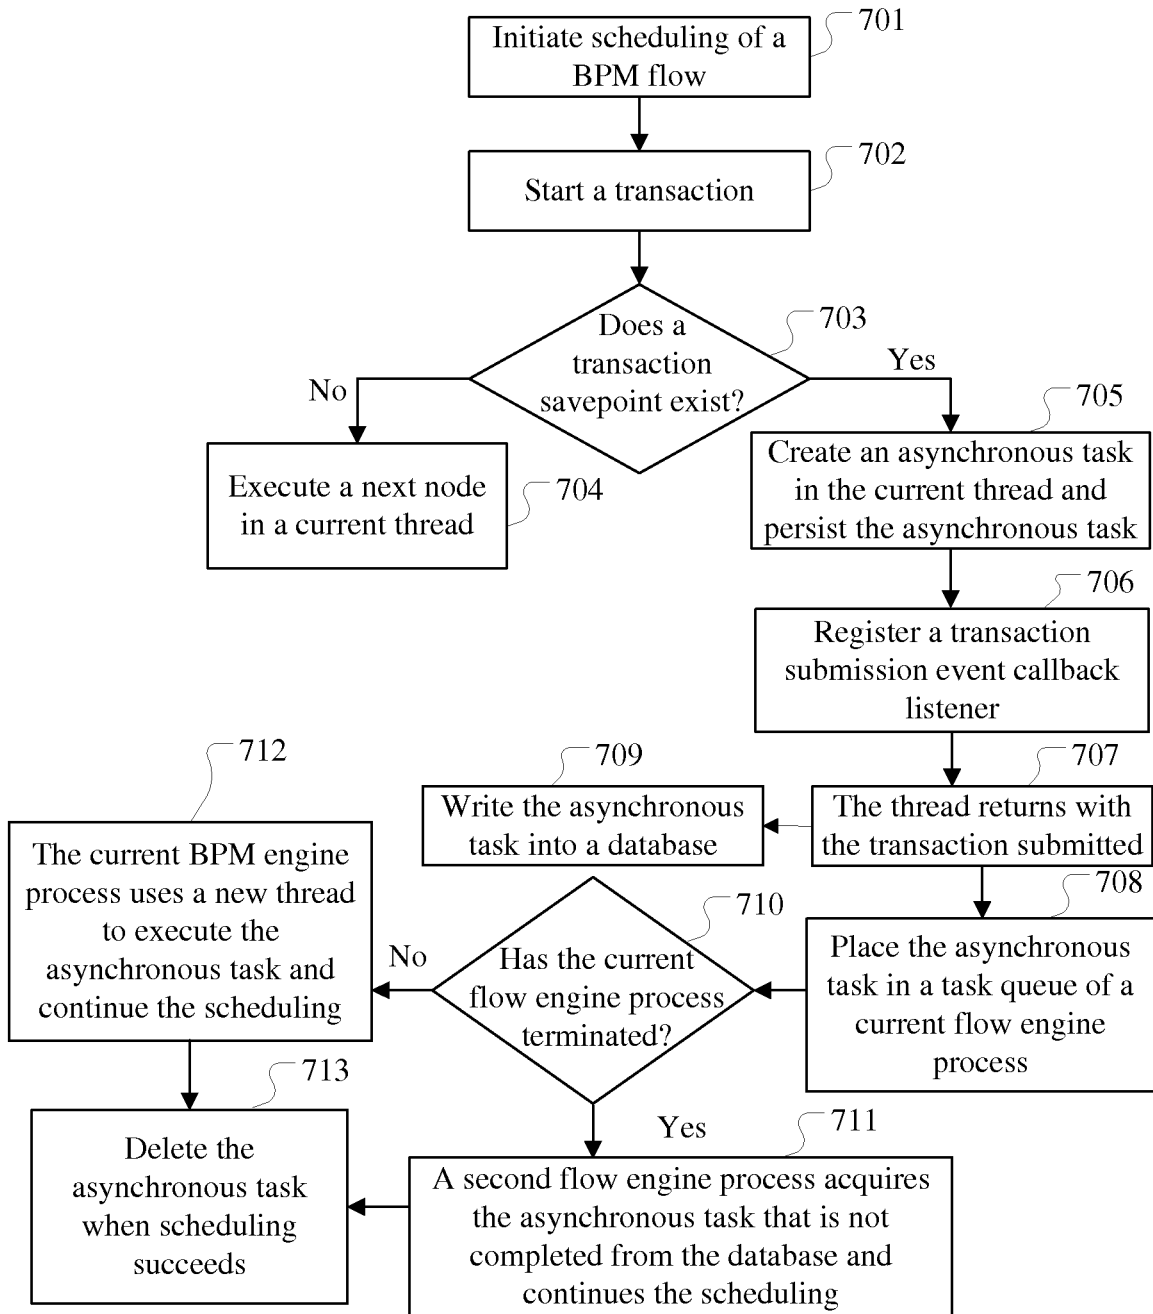 701
Initiate scheduling of a
BPM flow
702
Start a transaction
703
Does a
transaction
savepoint exist?
No
Yes
704
Execute a next node
in a current thread
705
Create an asynchronous task
in the current thread and
persist the asynchronous task
706
Register a transaction
submission event callback
listener
707
The thread returns with
the transaction submitted
709
Write the asynchronous
task into a database
708
Place the asynchronous
task in a task queue of a
current flow engine
process
710
Has the current
flow engine process
terminated?
No
Yes
712
The current BPM engine
process uses a new thread
to execute the
asynchronous task and
continue the scheduling
711
A second flow engine process acquires
the asynchronous task that is not
completed from the database and
continues the scheduling
713
Delete the
asynchronous task
when scheduling
succeeds